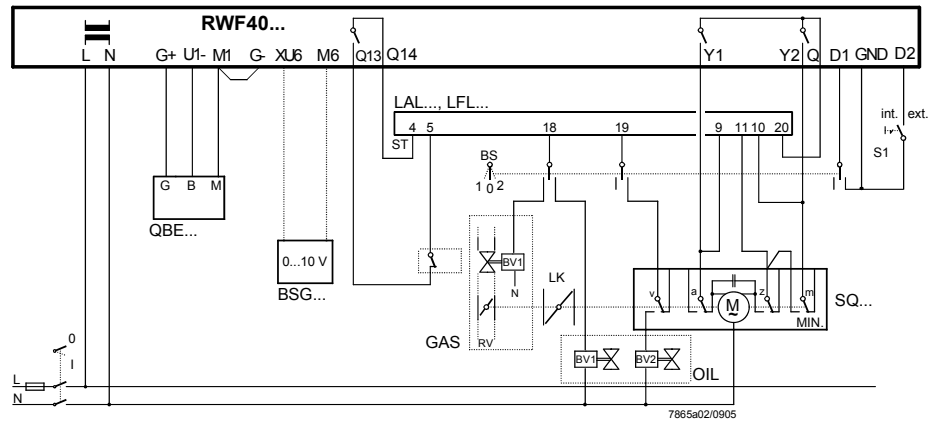 RWF40...
L N G+ U1- M1 G- XU6 M6 Q13 Q14 Y1 Y2 Q D1 GND D2
LAL..., LFL...
int. ext.
4 5 18 19 9 11 10 20
S1
ST
BS
1 0 2
G B M
QBE...
0...10 V
BSG...
BV1
N
LK
v a z m
M
~
SQ...
MIN.
RV
GAS
0
I
BV1 BV2
OIL
L
N
7865a02/0905